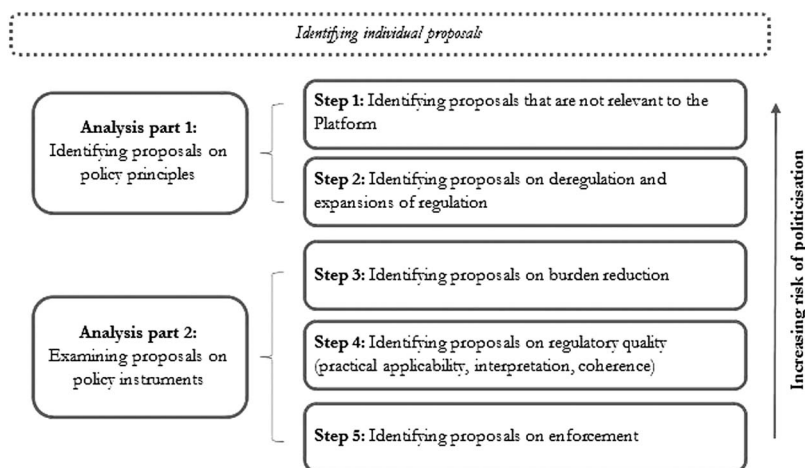 Identifying individual proposals
Analysis part 1:
Identifying proposals on
policy principles
Step 1: Identifying proposals that are not relevant to the
Platform
Step 2: Identifying proposals on deregulation and
expansions of regulation
Analysis part 2:
Examining proposals on
policy instruments
Step 3: Identifying proposals on burden reduction
Step 4: Identifying proposals on regulatory quality
(practical applicability, interpretation, coherence)
Step 5: Identifying proposals on enforcement
Increasing risk of politicisation